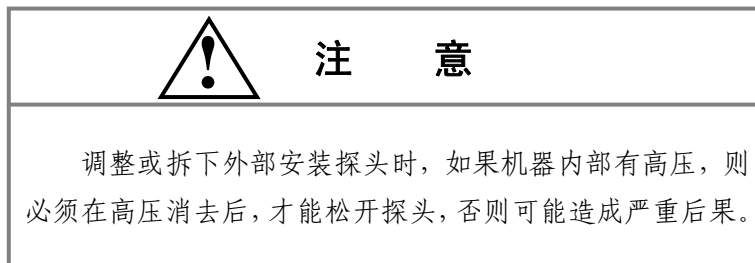 注 意
调整或拆下外部安装探头时，如果机器内部有高压，则
必须在高压消去后，才能松开探头，否则可能造成严重后果。